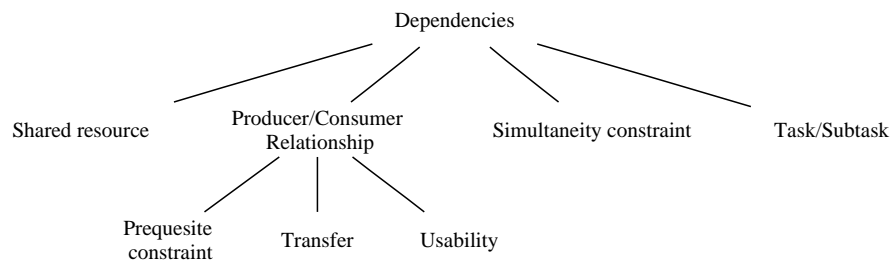 Dependencies
Shared resource
Producer/Consumer
Relationship
Simultaneity constraint
Task/Subtask
Prequesite
constraint
Transfer
Usability